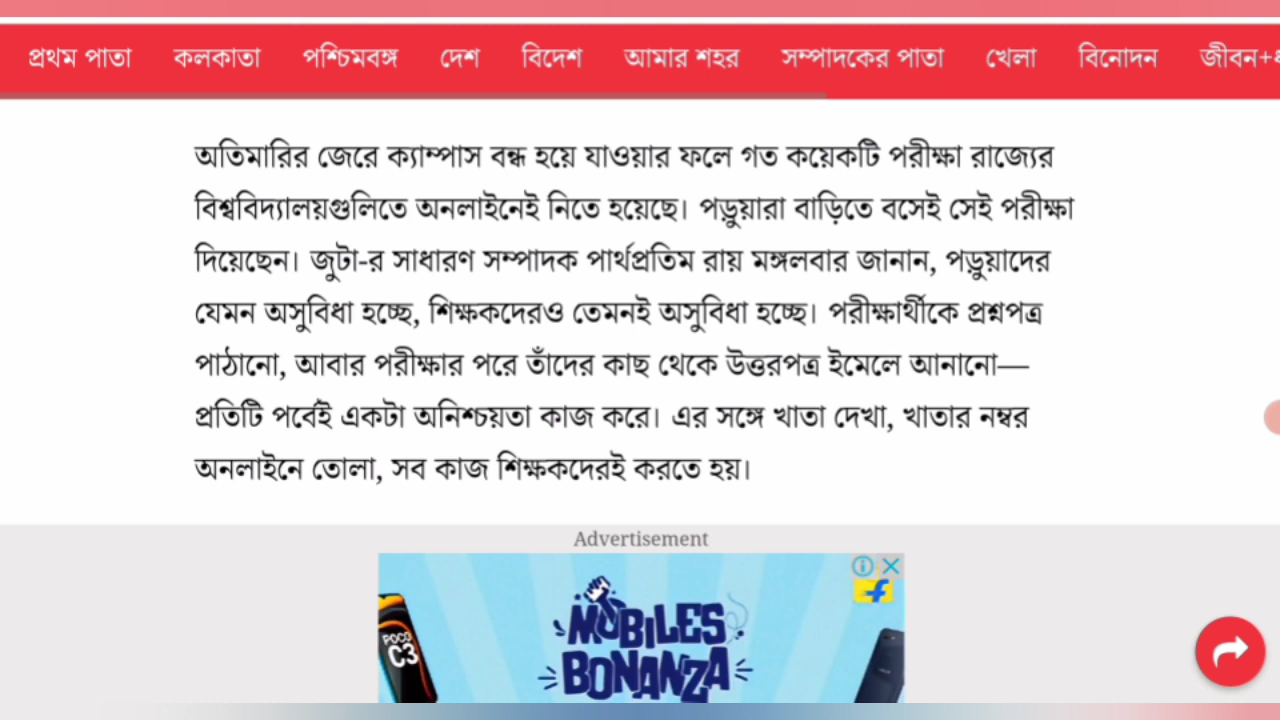 প্রথম পাতা কলকাতা পশ্চিমবঙ্গ দেশ বিদেশ আমার শহর সম্পাদকের পাতা খেলা বিনোদন জীবন+
অতিমারির জেরে ক্যাম্পাস বন্ধ হয়ে যাওয়ার ফলে গত কয়েকটি পরীক্ষা রাজ্যের
বিশ্ববিদ্যালয়গুলিতে অনলাইনেই নিতে হয়েছে। পড়ুয়ারা বাড়িতে বসেই সেই পরীক্ষা
দিয়েছেন। জুটা-র সাধারণ সম্পাদক পার্থপ্রতিম রায় মঙ্গলবার জানান, পড়ুয়াদের
যেমন অসুবিধা হচ্ছে, শিক্ষকদেরও তেমনই অসুবিধা হচ্ছে। পরীক্ষার্থীকে প্রশ্নপত্র
পাঠানো, আবার পরীক্ষার পরে তাঁদের কাছ থেকে উত্তরপত্র ইমেলে আনানো—
প্রতিটি পর্বেই একটা অনিশ্চয়তা কাজ করে। এর সঙ্গে খাতা দেখা, খাতার নম্বর
অনলাইনে তোলা, সব কাজ শিক্ষকদেরই করতে হয়।
Advertisement
MOBILES
BONANZA
POCO
C3